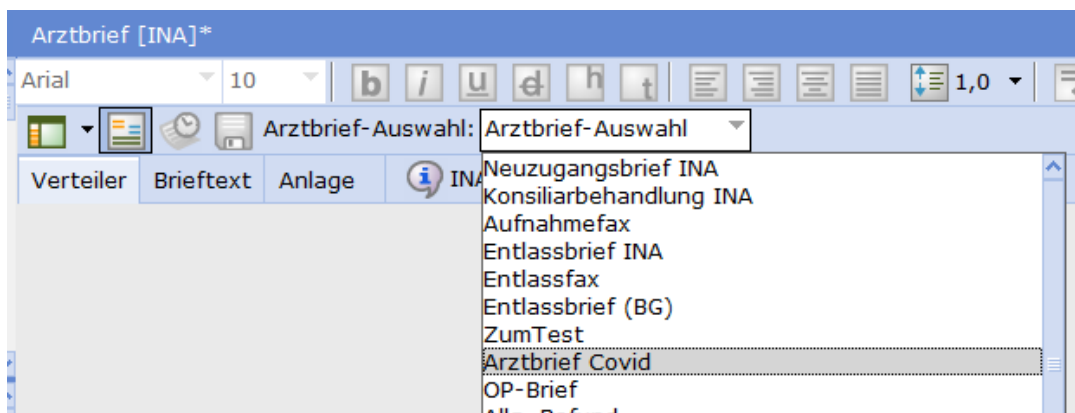 Arztbrief [INA]*
Arial 10 b i u d h t 1,0
Arztbrief-Auswahl: Arztbrief-Auswahl
Verteiler Brieftext Anlage INA
Neuzugangsbrief INA
Konsiliarbehandlung INA
Aufnahmefax
Entlassbrief INA
Entlassfax
Entlassbrief (BG)
ZumTest
Arztbrief Covid
OP-Brief